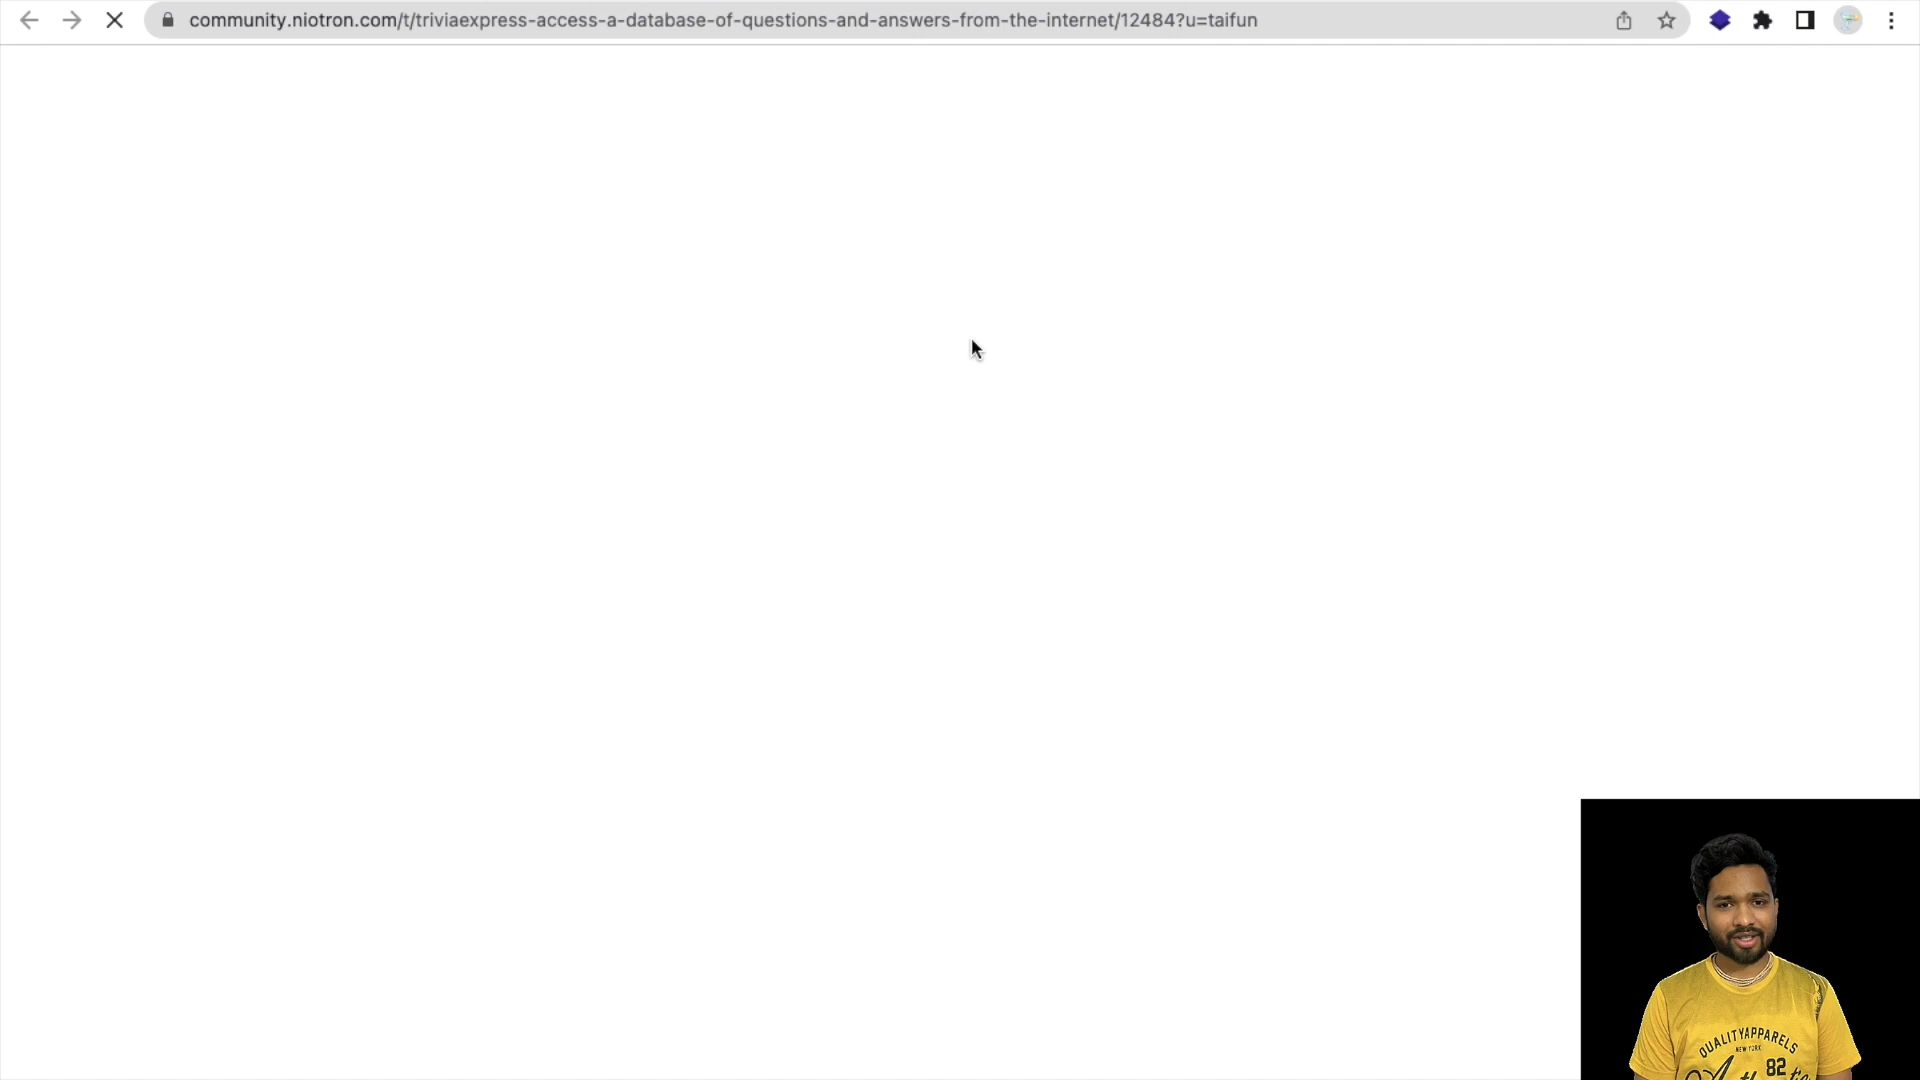 community.niotron.com/t/triviaexpress-access-a-database-of-questions-and-answers-from-the-internet/12484?u=taifun
QUALITYAPPARELS
NEW YORK
82